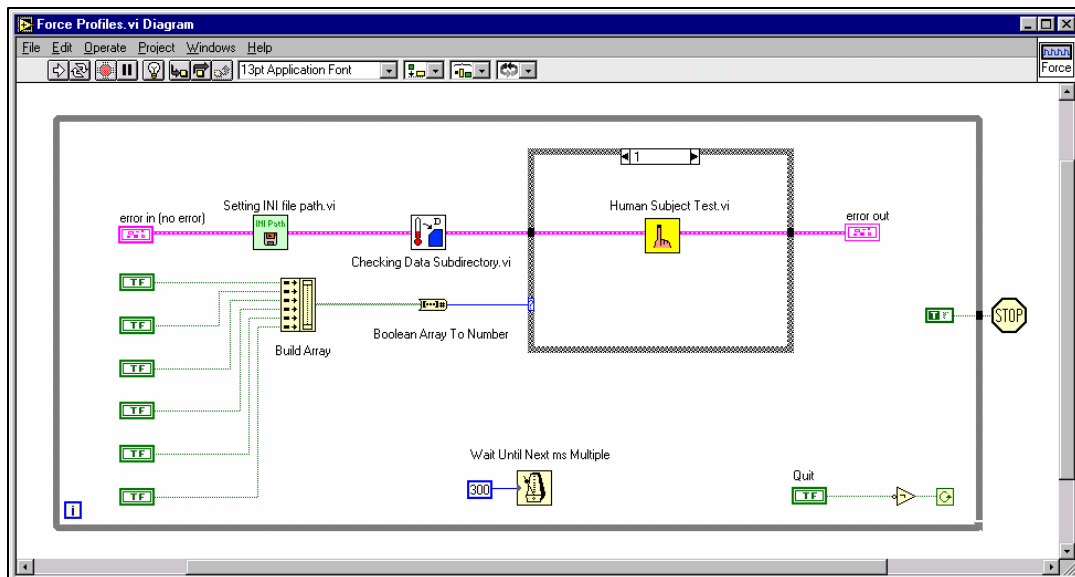 Force Profiles.vi Diagram
File Edit Operate Project Windows Help
13pt Application Font
Force
1
Setting INI file path.vi
Human Subject Test.vi
error in (no error)
INI Path
D
error out
Checking Data Subdirectory.vi
TF
?
TF
Boolean Array To Number
T F
STOP
Build Array
TF
TF
TF
Wait Until Next ms Multiple
Quit
300
TF
TF
i